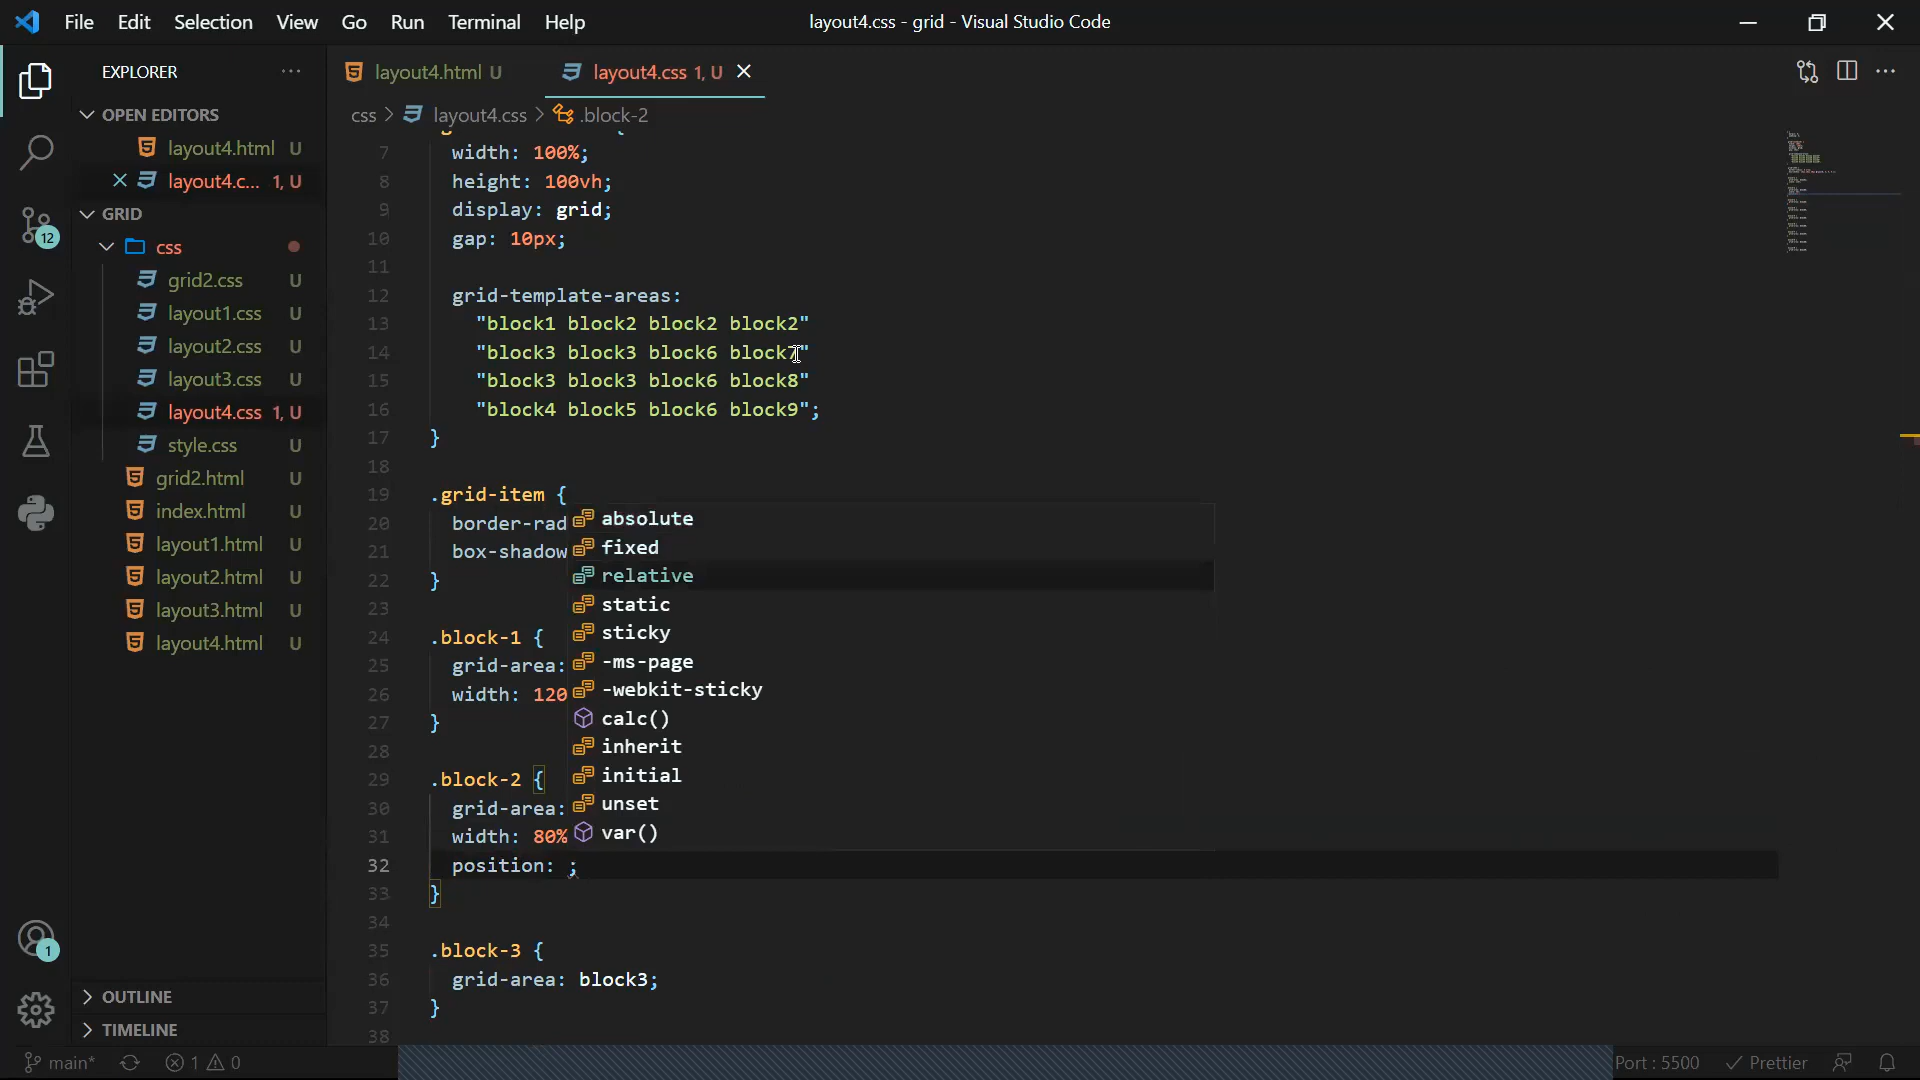 File Edit Selection View Go Run Terminal Help
layout4.css - grid - Visual Studio Code
EXPLORER
OPEN EDITORS
layout4.html U
layout4.c... 1, U
GRID
css
grid2.css U
layout1.css U
layout2.css U
layout3.css U
layout4.css 1, U
style.css U
grid2.html U
index.html U
layout1.html U
layout2.html U
layout3.html U
layout4.html U
OUTLINE
TIMELINE
12
1
layout4.html U
layout4.css 1, U
css > layout4.css > .block-2
7 width: 100%;
8 height: 100vh;
9 display: grid;
10 gap: 10px;
11
12 grid-template-areas:
13 "block1 block2 block2 block2"
14 "block3 block3 block6 block7"
15 "block3 block3 block6 block8"
16 "block4 block5 block6 block9";
17 }
18
19 .grid-item {
20 border-rad
21 box-shadow
22 }
23
24 .block-1 {
25 grid-area:
26 width: 120
27 }
28
29 .block-2 {
30 grid-area:
31 width: 80%
32 position: ;
33 }
34
35 .block-3 {
36 grid-area: block3;
37 }
38
absolute
fixed
relative
static
sticky
-ms-page
-webkit-sticky
calc()
inherit
initial
unset
var()
main* 1 0
Port : 5500 Prettier